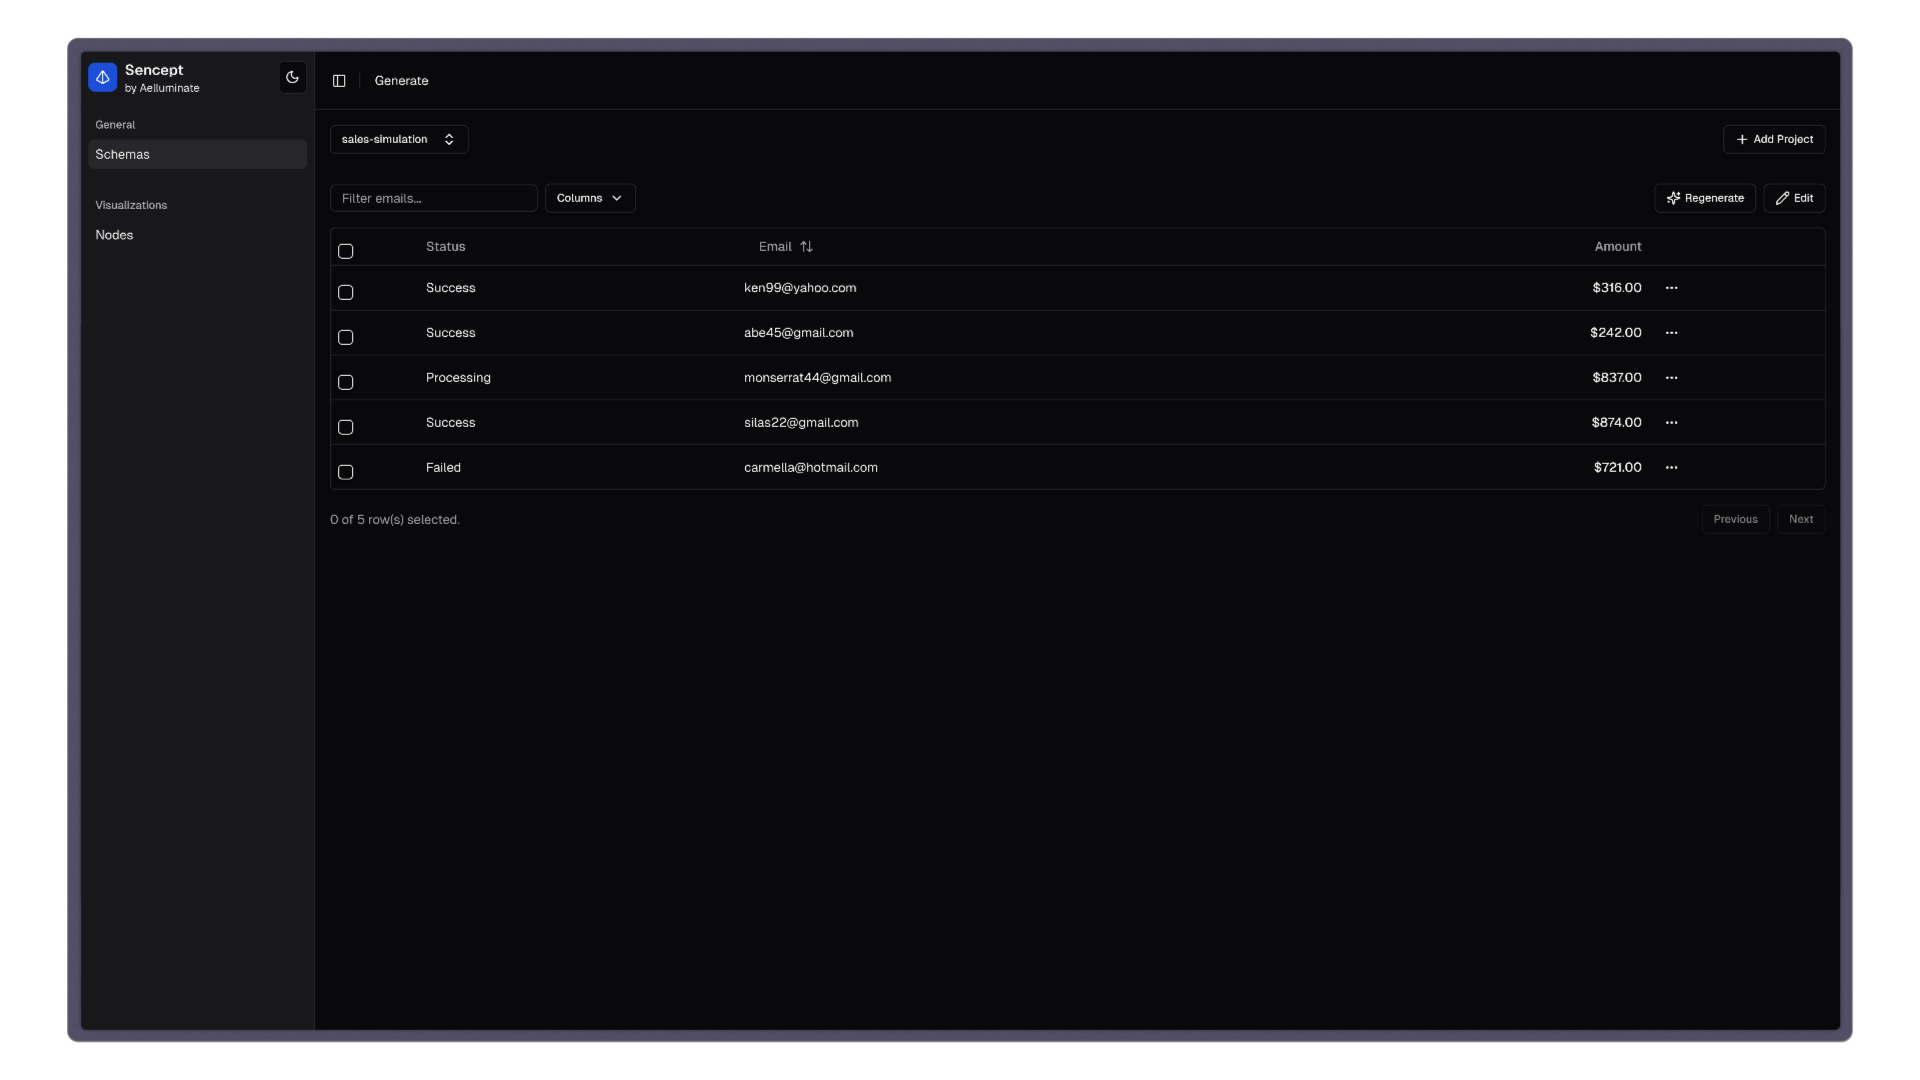 Sencept
by Aelluminate
General
Schemas
Visualizations
Nodes
Generate
sales-simulation
Add Project
Filter emails...
Columns
Regenerate
Edit
Status Email Amount
Success ken99@yahoo.com $316.00
Success abe45@gmail.com $242.00
Processing monserrat44@gmail.com $837.00
Success silas22@gmail.com $874.00
Failed carmella@hotmail.com $721.00
0 of 5 row(s) selected.
Previous
Next